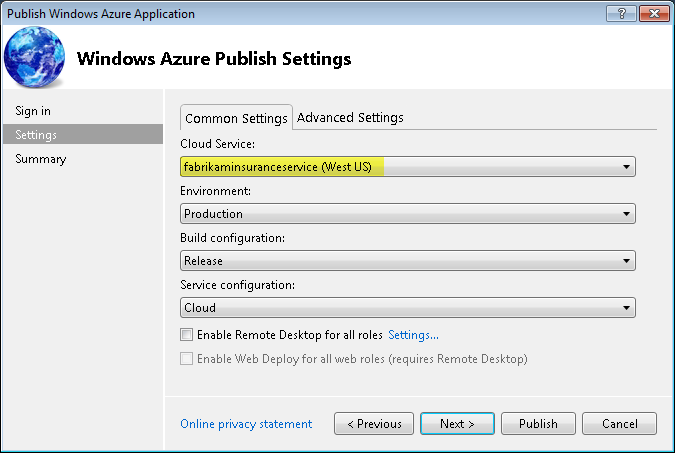 Publish Windows Azure Application
Windows Azure Publish Settings
Sign in
Settings
Summary
Common Settings
Advanced Settings
Cloud Service:
fabrikaminsuranceservice (West US)
Environment:
Production
Build configuration:
Release
Service configuration:
Cloud
Enable Remote Desktop for all roles Settings...
Enable Web Deploy for all web roles (requires Remote Desktop)
Online privacy statement
< Previous
Next >
Publish
Cancel